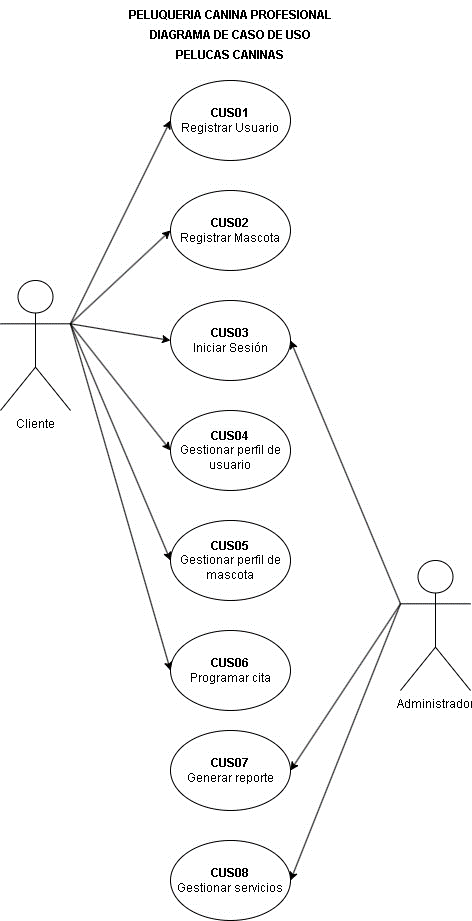 PELUQUERIA CANINA PROFESIONAL
DIAGRAMA DE CASO DE USO
PELUCAS CANINAS
CUS01
Registrar Usuario
CUS02
Registrar Mascota
CUS03
Iniciar Sesión
Cliente
CUS04
Gestionar perfil de
usuario
CUS05
Gestionar perfil de
mascota
CUS06
Programar cita
Administrador
CUS07
Generar reporte
CUS08
Gestionar servicios